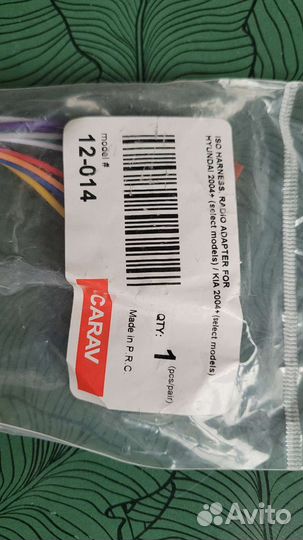 ISO HARNESS. RADIO ADAPTER FOR
HYUNDAI 2004+ (select models) / KIA 2004+(select models)
model #
12-014
QTY: 1 (pcs/pair)
CARAV
Made in P.R.C.
Avito